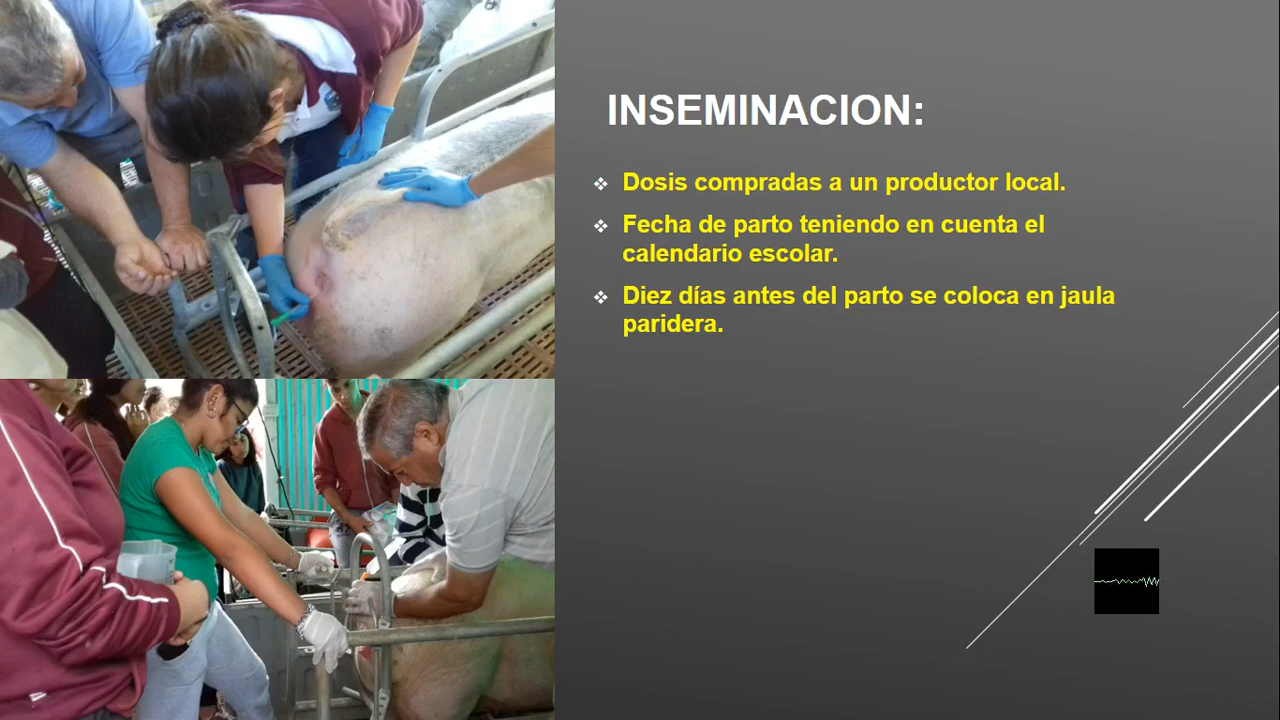 INSEMINACION:
Dosis compradas a un productor local.
Fecha de parto teniendo en cuenta el
calendario escolar.
Diez días antes del parto se coloca en jaula
paridera.